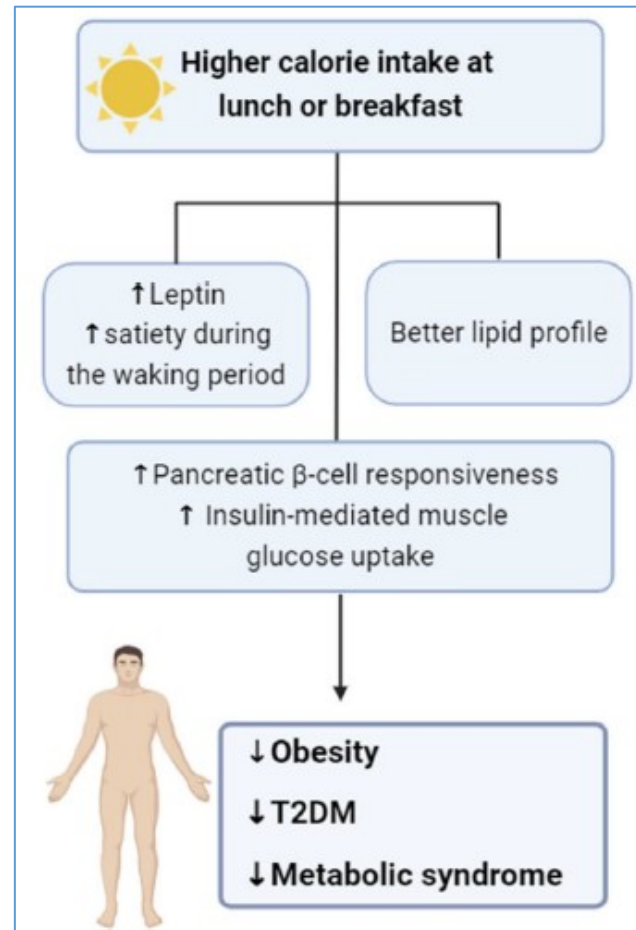 Higher calorie intake at
lunch or breakfast
↑Leptin
↑satiety during
the waking period
Better lipid profile
↑Pancreatic β-cell responsiveness
↑ Insulin-mediated muscle
glucose uptake
↓Obesity
↓T2DM
↓Metabolic syndrome